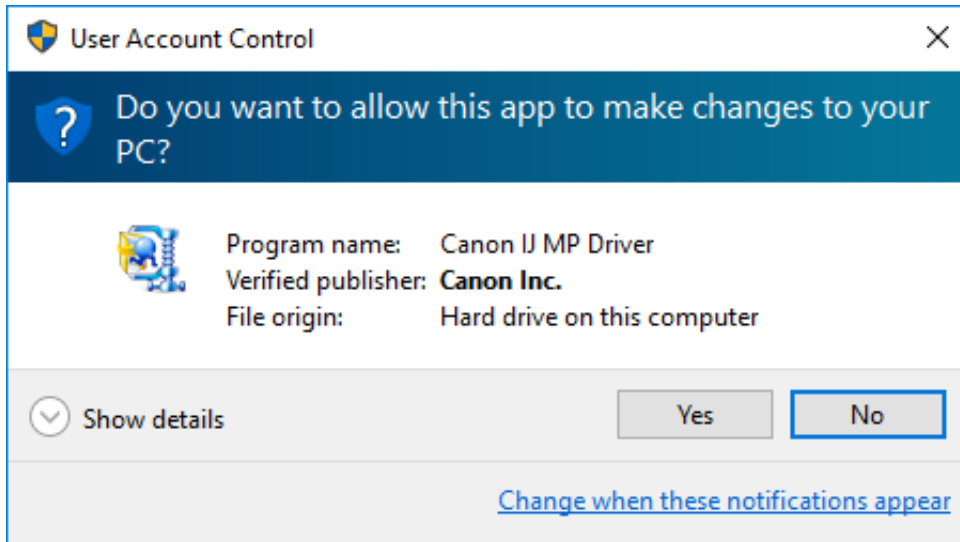 User Account Control
Do you want to allow this app to make changes to your
PC?
Program name: Canon IJ MP Driver
Verified publisher: Canon Inc.
File origin: Hard drive on this computer
Show details
Yes
No
Change when these notifications appear